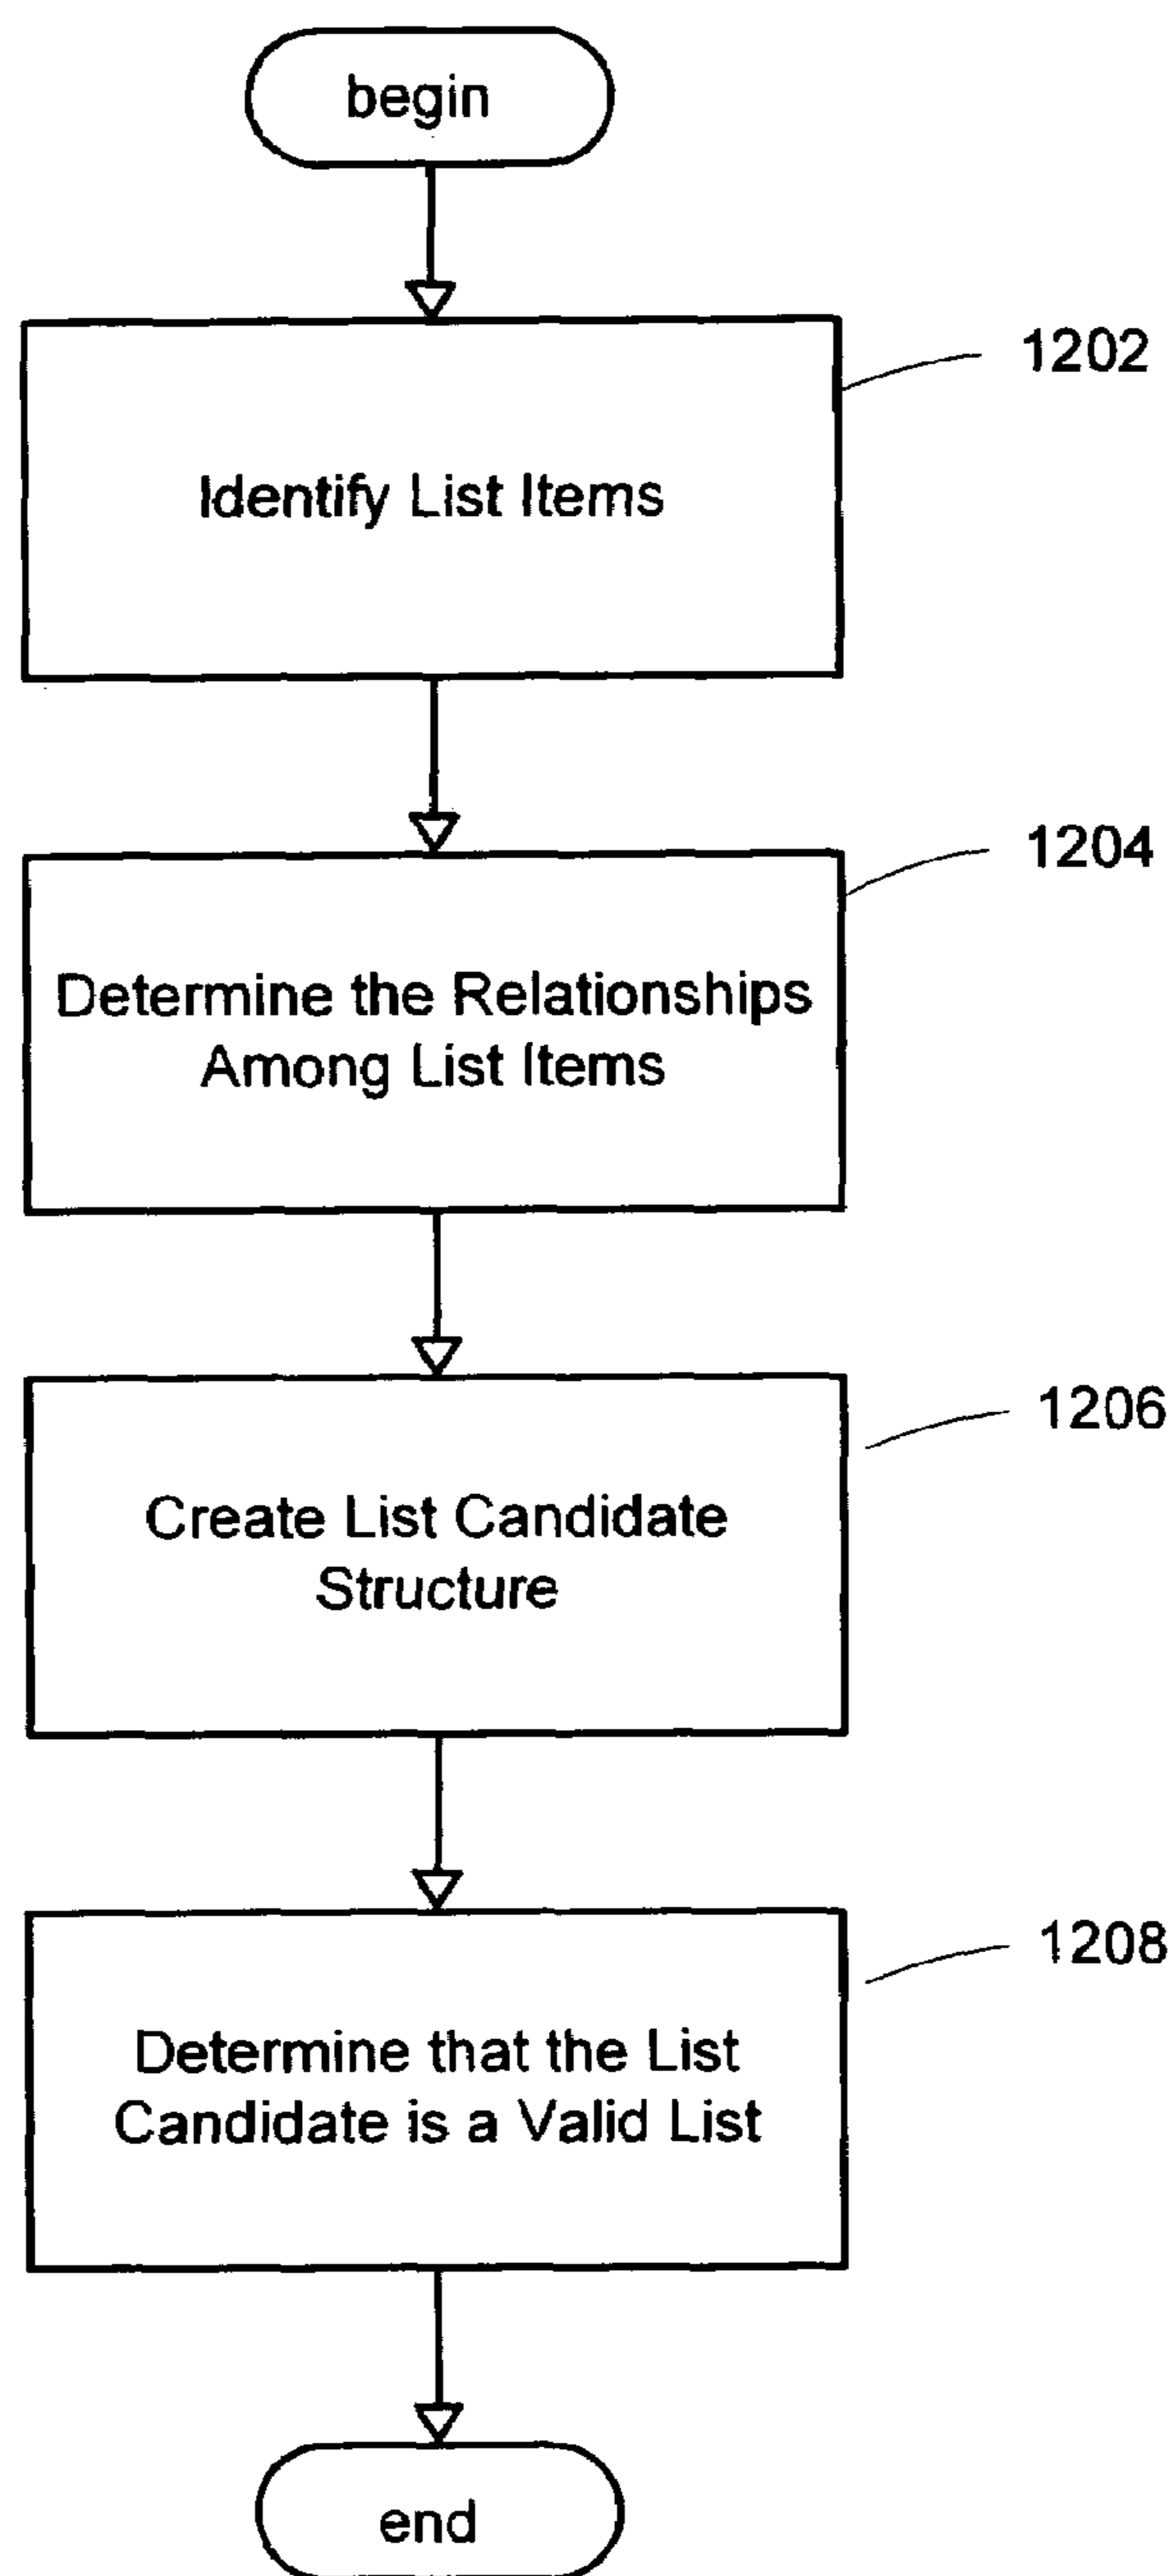 begin
1202
Identify List Items
1204
Determine the Relationships
Among List Items
1206
Create List Candidate
Structure
1208
Determine that the List
Candidate is a Valid List
end